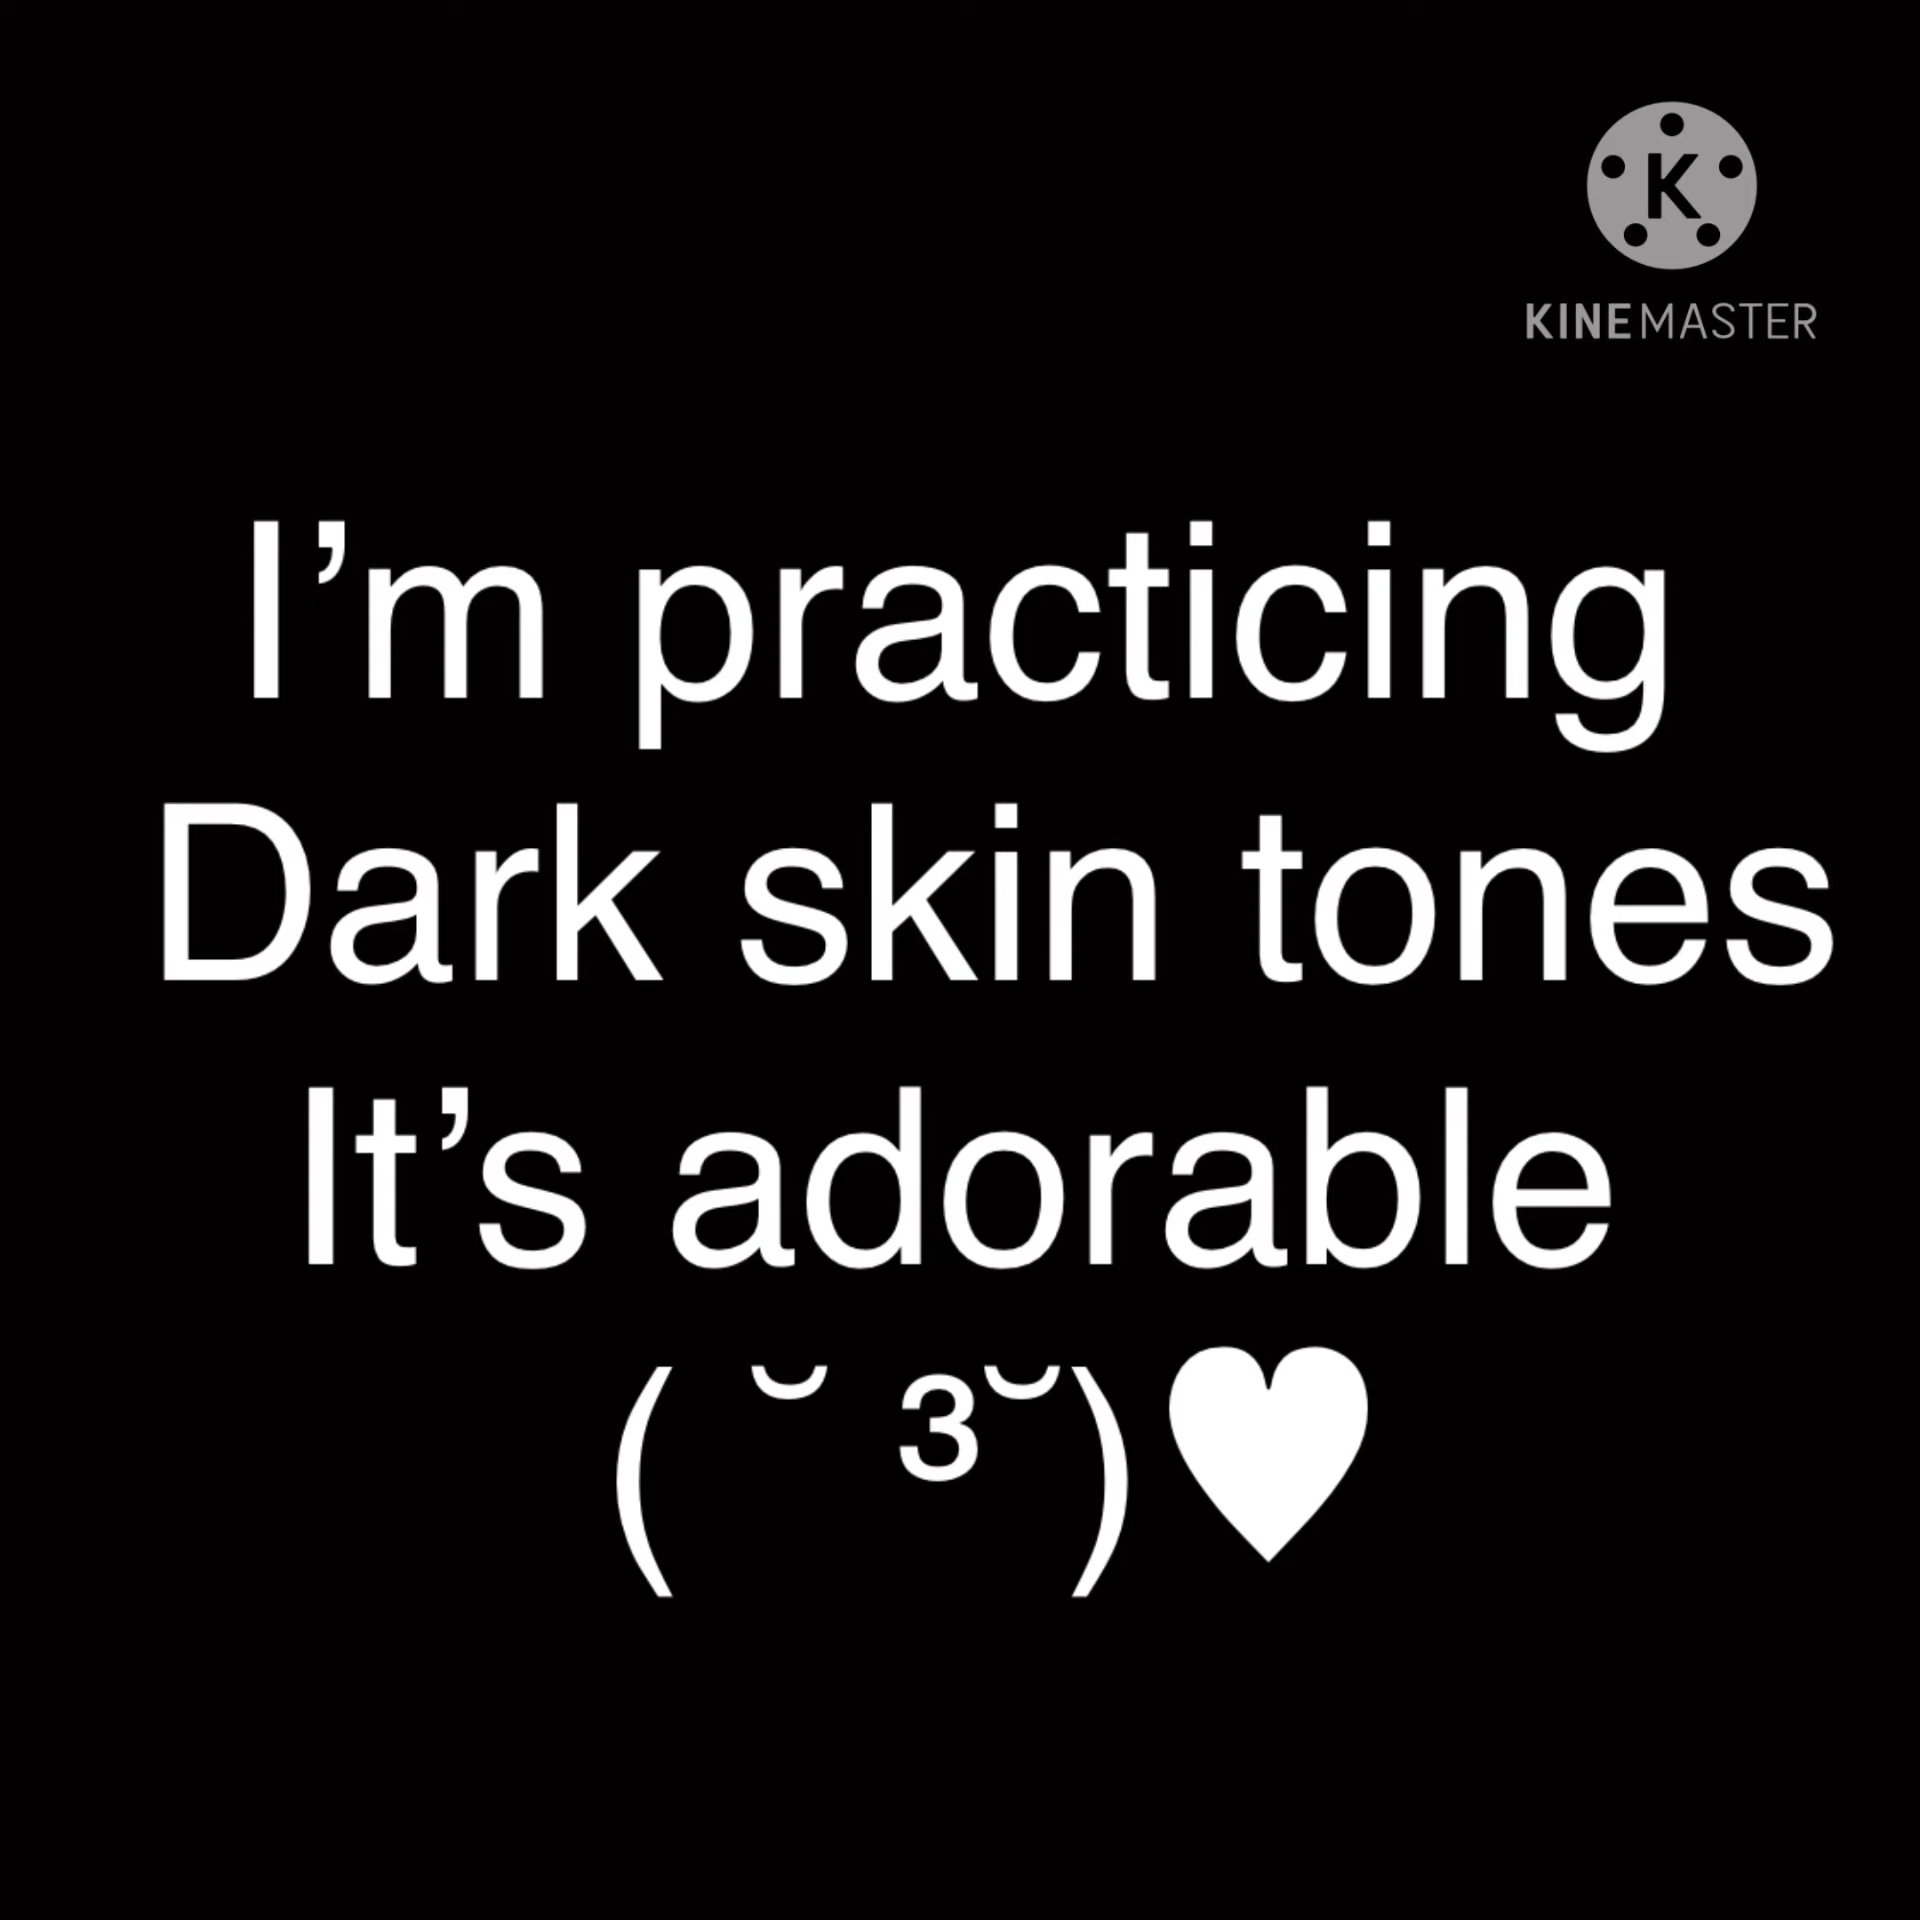 K
KINEMASTER
I’m practicing
Dark skin tones
It’s adorable
( ˘ ³˘)♥